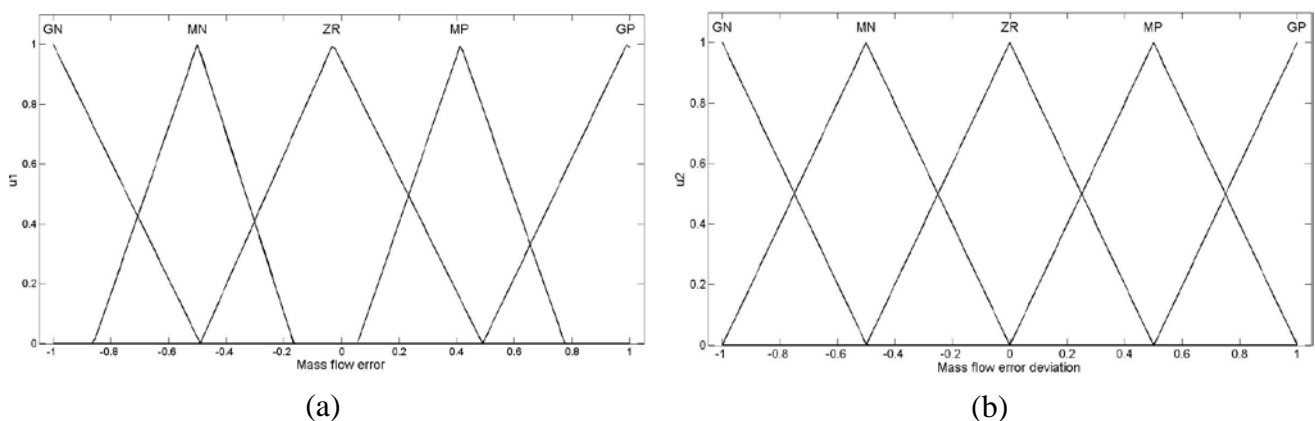 GN MN ZR MP GP
1
0.8
0.6
0.4
0.2
0
u1
-1 -0.8 -0.6 -0.4 -0.2 0 0.2 0.4 0.6 0.8 1
Mass flow error
(a)
GN MN ZR MP GP
1
0.8
0.6
0.4
0.2
0
u2
-1 -0.8 -0.6 -0.4 -0.2 0 0.2 0.4 0.6 0.8 1
Mass flow error deviation
(b)